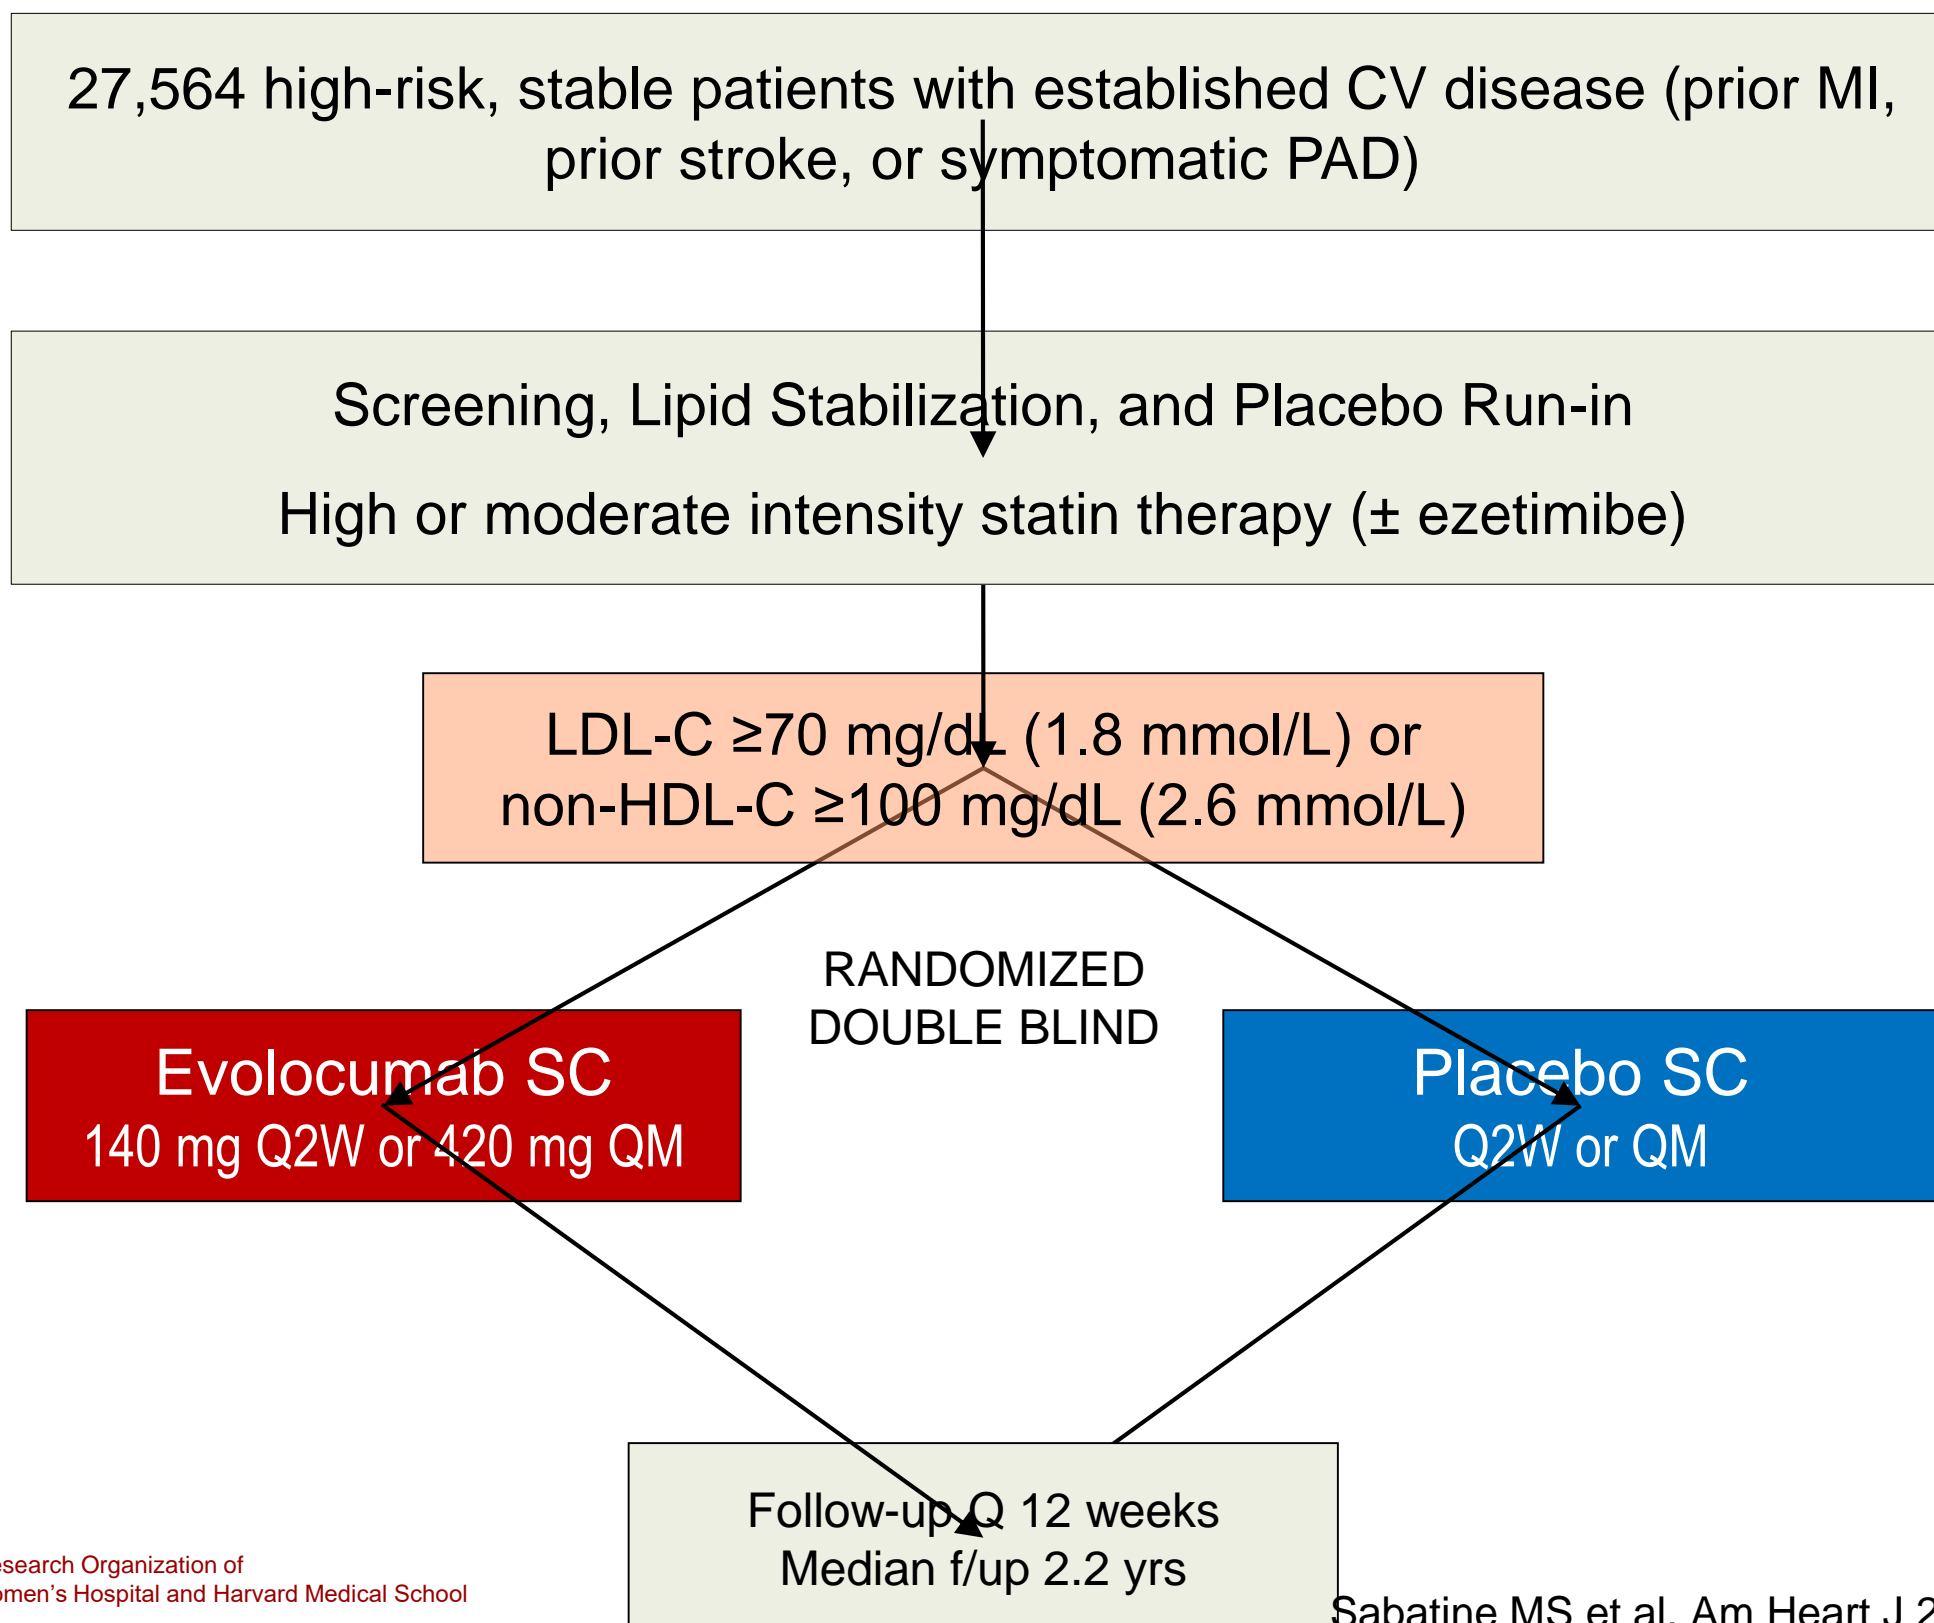 27,564 high-risk, stable patients with established CV disease (prior MI,
prior stroke, or symptomatic PAD)
Screening, Lipid Stabilization, and Placebo Run-in
High or moderate intensity statin therapy (± ezetimibe)
LDL-C ≥70 mg/dL (1.8 mmol/L) or
non-HDL-C ≥100 mg/dL (2.6 mmol/L)
RANDOMIZED
DOUBLE BLIND
Evolocumab SC
140 mg Q2W or 420 mg QM
Placebo SC
Q2W or QM
Follow-up Q 12 weeks
Median f/up 2.2 yrs
Organization of
Hospital and Harvard Medical School
Sabatine MS et al. Am Heart J